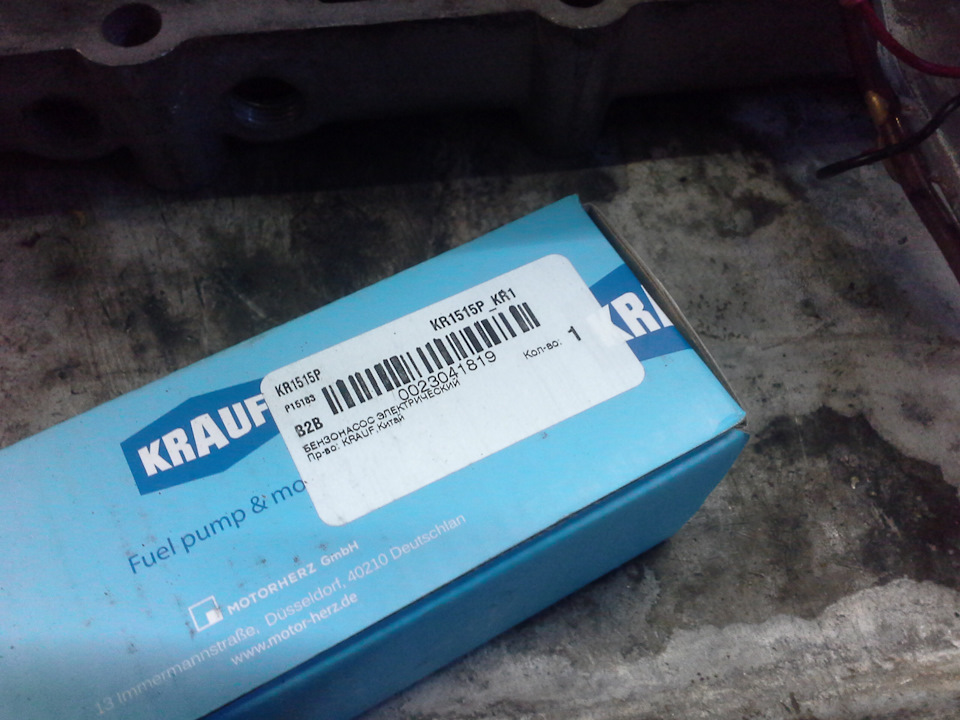 KR1515P_KR1
KR1515P
P15183
0023041819
Кол-во: 1
B2B
БЕНЗОНАСОС ЭЛЕКТРИЧЕСКИЙ
Пр-во: KRAUF,Китай
KRAUF
KR
Fuel pump & mo
MOTORHERZ GmbH
13 Immermannstraße, Düsseldorf, 40210 Deutschlan
www.motor-herz.de